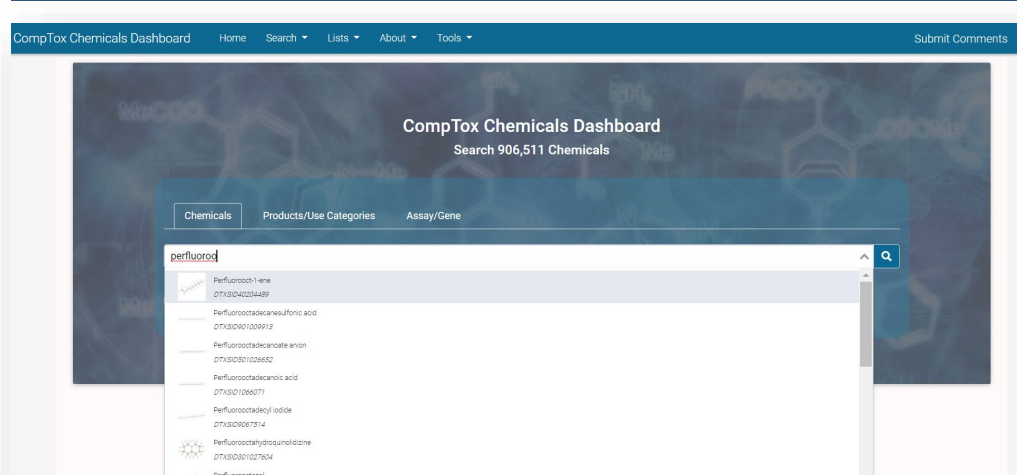 CompTox Chemicals Dashboard Home Search Lists About Tools Submit Comments
CompTox Chemicals Dashboard
Search 906,511 Chemicals
Chemicals Products/Use Categories Assay/Gene
perfluoroo
Perfluorooct-1-ene
DTXSID40204489
Perfluorooctadecanesulfonic acid
DTXSID901009913
Perfluorooctadecanoate anion
DTXSID501026652
Perfluorooctadecanoic acid
DTXSID1066071
Perfluorooctadecyl iodide
DTXSID9067514
Perfluorooctahydroquinolidizine
DTXSID301027604